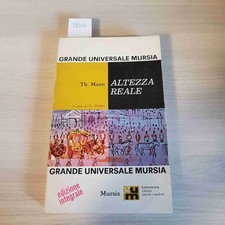 GRANDE UNIVERSALE MURSIA
Th. Mann
ALTEZZA
REALE
GRANDE UNIVERSALE MURSIA
edizione
integrale
Mursia